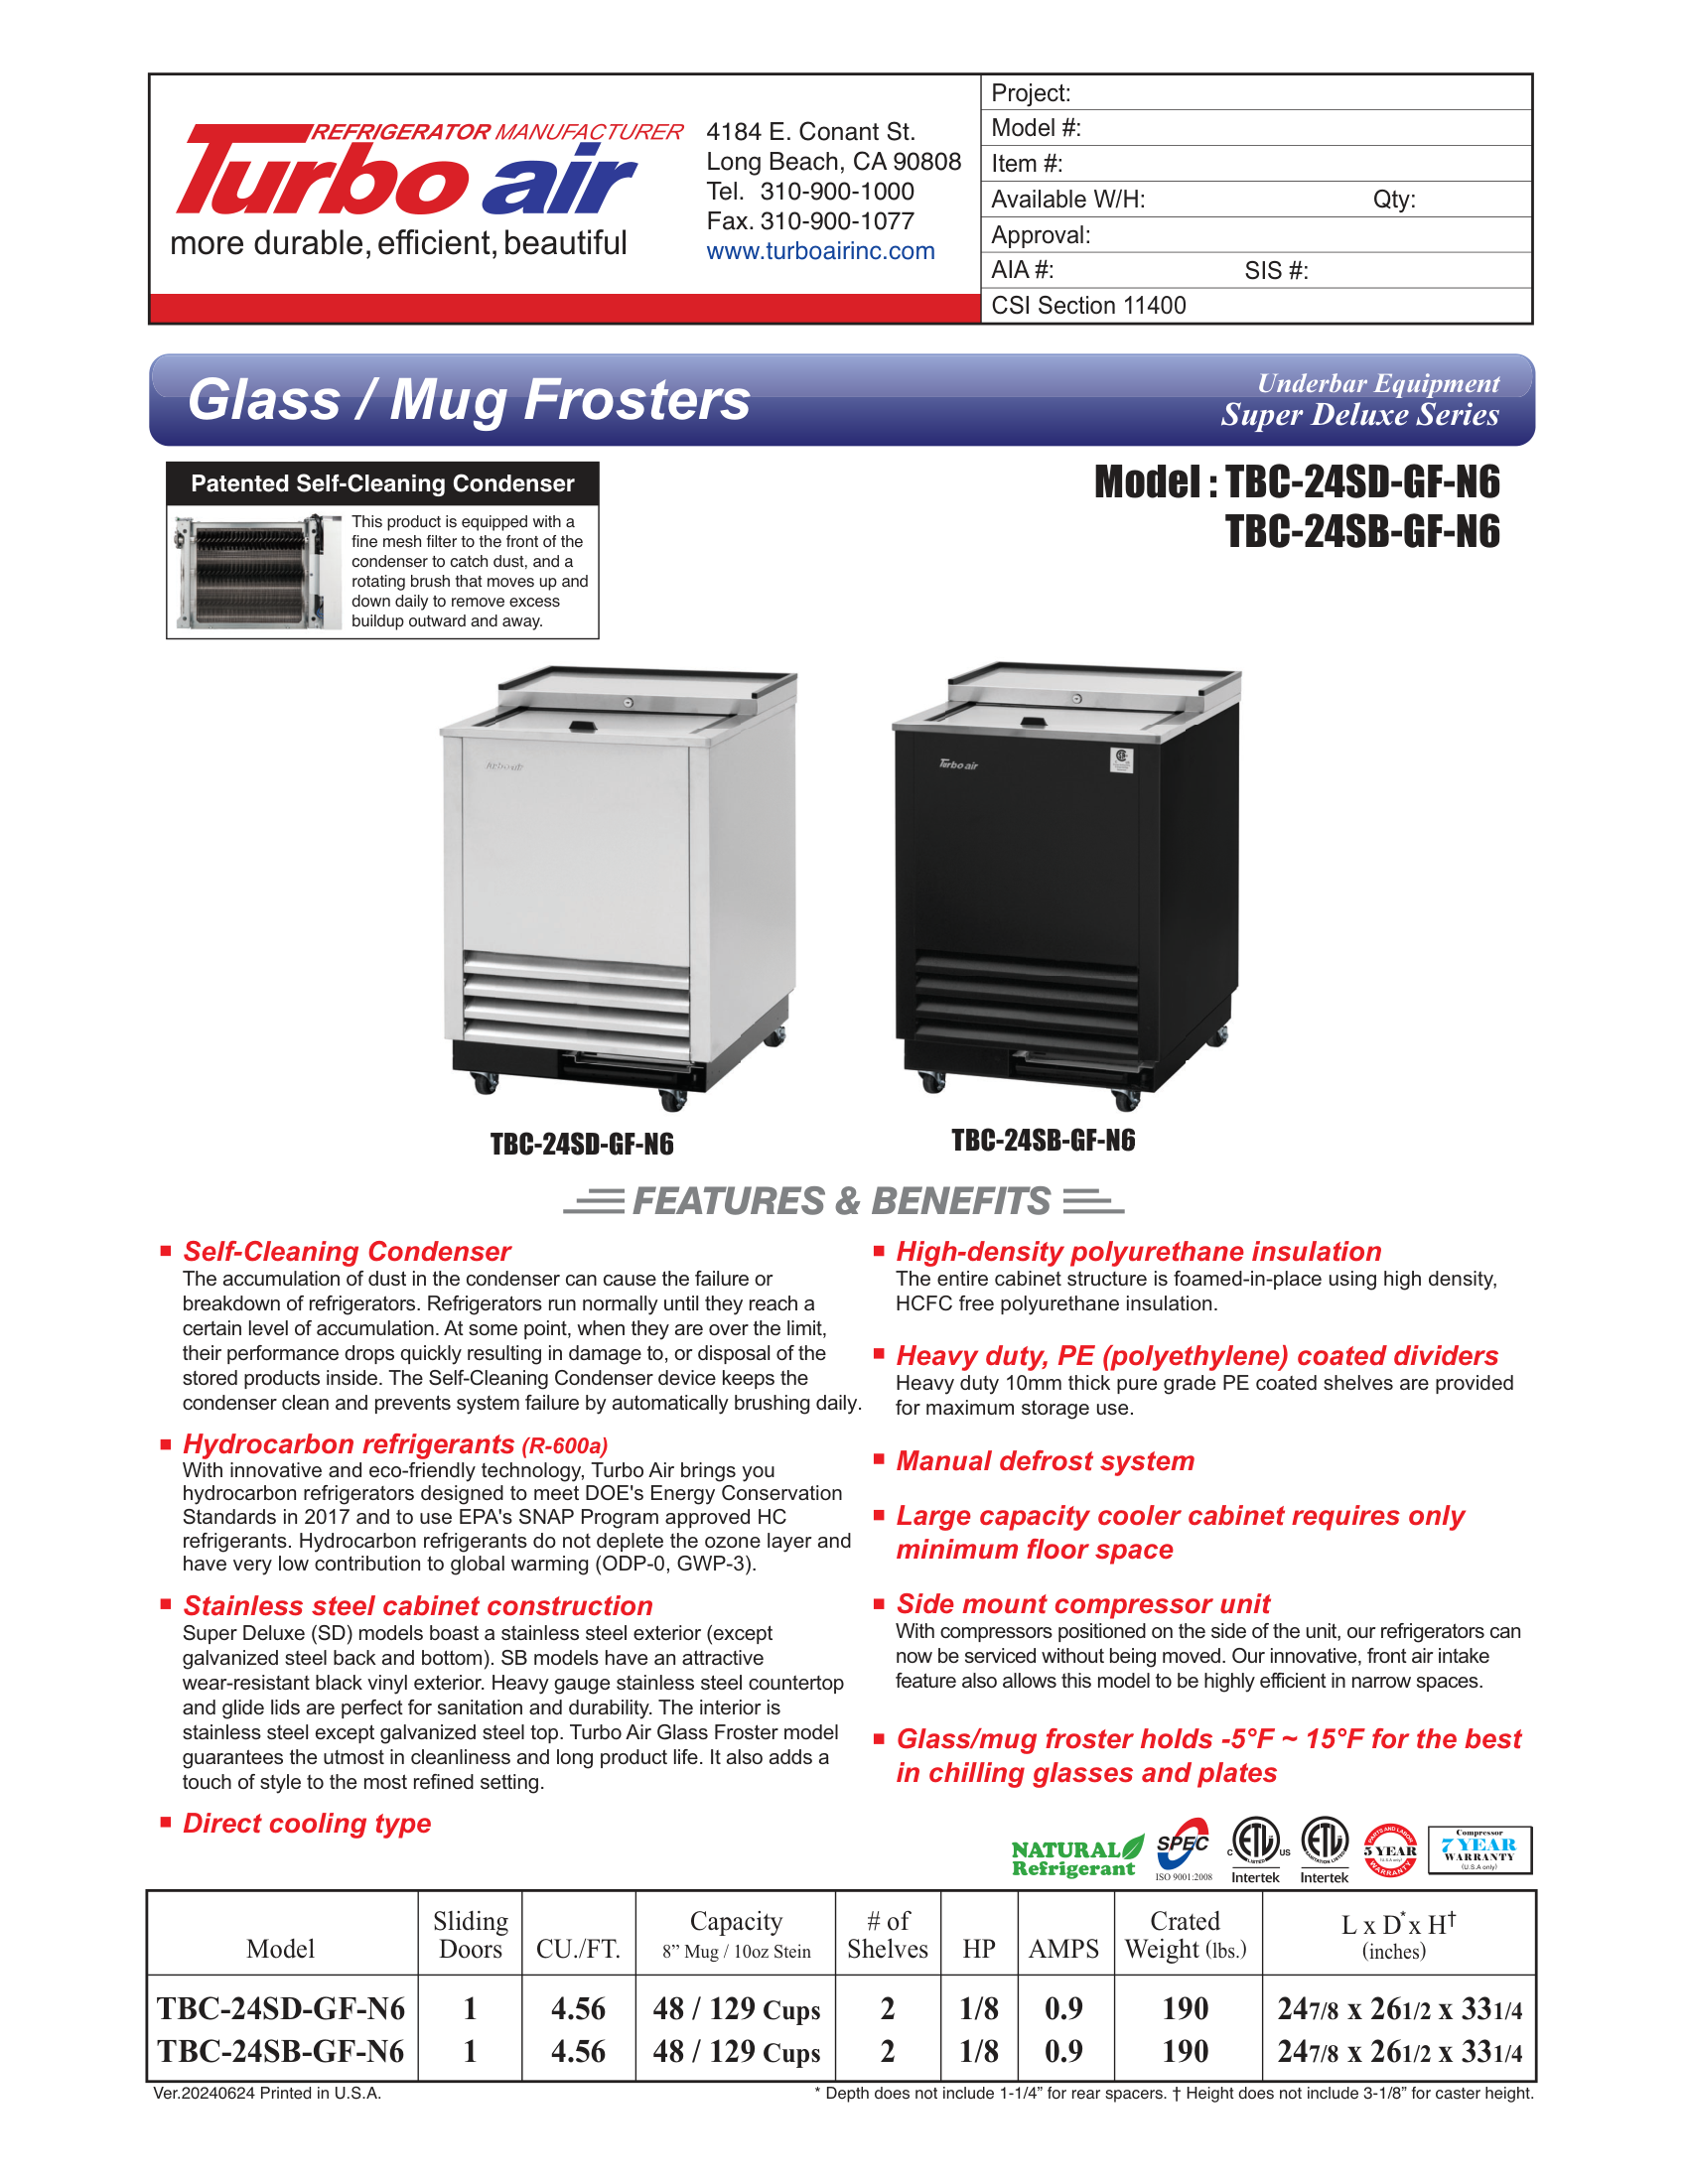 REFRIGERATOR MANUFACTURER
Turbo air
more durable, efficient, beautiful
4184 E. Conant St.
Long Beach, CA 90808
Tel. 310-900-1000
Fax. 310-900-1077
www.turboairinc.com
Project:
Model #:
Item #:
Available W/H: Qty:
Approval:
AIA #: SIS #:
CSI Section 11400
Glass / Mug Frosters
Underbar Equipment
Super Deluxe Series
Patented Self-Cleaning Condenser
This product is equipped with a
fine mesh filter to the front of the
condenser to catch dust, and a
rotating brush that moves up and
down daily to remove excess
buildup outward and away.
Model : TBC-24SD-GF-N6
TBC-24SB-GF-N6
Turbo air
Turbo air
TBC-24SD-GF-N6
TBC-24SB-GF-N6
FEATURES & BENEFITS
Self-Cleaning Condenser
The accumulation of dust in the condenser can cause the failure or
breakdown of refrigerators. Refrigerators run normally until they reach a
certain level of accumulation. At some point, when they are over the limit,
their performance drops quickly resulting in damage to, or disposal of the
stored products inside. The Self-Cleaning Condenser device keeps the
condenser clean and prevents system failure by automatically brushing daily.
Hydrocarbon refrigerants (R-600a)
With innovative and eco-friendly technology, Turbo Air brings you
hydrocarbon refrigerators designed to meet DOE's Energy Conservation
Standards in 2017 and to use EPA's SNAP Program approved HC
refrigerants. Hydrocarbon refrigerants do not deplete the ozone layer and
have very low contribution to global warming (ODP-0, GWP-3).
Stainless steel cabinet construction
Super Deluxe (SD) models boast a stainless steel exterior (except
galvanized steel back and bottom). SB models have an attractive
wear-resistant black vinyl exterior. Heavy gauge stainless steel countertop
and glide lids are perfect for sanitation and durability. The interior is
stainless steel except galvanized steel top. Turbo Air Glass Froster model
guarantees the utmost in cleanliness and long product life. It also adds a
touch of style to the most refined setting.
Direct cooling type
High-density polyurethane insulation
The entire cabinet structure is foamed-in-place using high density,
HCFC free polyurethane insulation.
Heavy duty, PE (polyethylene) coated dividers
Heavy duty 10mm thick pure grade PE coated shelves are provided
for maximum storage use.
Manual defrost system
Large capacity cooler cabinet requires only
minimum floor space
Side mount compressor unit
With compressors positioned on the side of the unit, our refrigerators can
now be serviced without being moved. Our innovative, front air intake
feature also allows this model to be highly efficient in narrow spaces.
Glass/mug froster holds -5°F ~ 15°F for the best
in chilling glasses and plates
NATURAL
Refrigerant
SPEC
ISO 9001:2008
C ETL US
LISTED
Intertek
ETL
SANITATION LISTED
Intertek
PARTS AND LABOR
5 YEAR
(U.S.A only)
WARRANTY
Compressor
7 YEAR
WARRANTY
(U.S.A only)
Model Sliding Doors CU./FT. Capacity 8” Mug / 10oz Stein # of Shelves HP AMPS Crated Weight (lbs.) L x D* x H† (inches)
TBC-24SD-GF-N6 1 4.56 48 / 129 Cups 2 1/8 0.9 190 247/8 x 261/2 x 331/4
TBC-24SB-GF-N6 1 4.56 48 / 129 Cups 2 1/8 0.9 190 247/8 x 261/2 x 331/4
Ver.20240624 Printed in U.S.A.
* Depth does not include 1-1/4” for rear spacers. † Height does not include 3-1/8” for caster height.